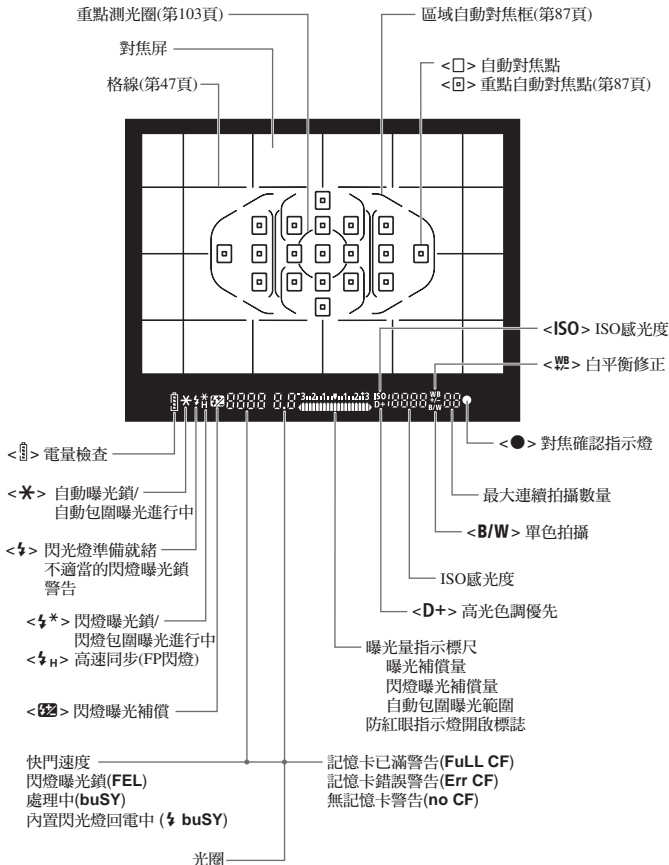 重點測光圈(第103頁)
區域自動對焦框(第87頁)
對焦屏
<□> 自動對焦點
<⊡> 重點自動對焦點(第87頁)
格線(第47頁)
<ISO> ISO感光度
<WB +/-> 白平衡修正
<●> 對焦確認指示燈
<> 電量檢查
最大連續拍攝數量
<✱> 自動曝光鎖/
自動包圍曝光進行中
<B/W> 單色拍攝
<⚡> 閃光燈準備就緒
不適當的閃燈曝光鎖
警告
ISO感光度
<D+> 高光色調優先
<⚡*> 閃燈曝光鎖/
閃燈包圍曝光進行中
<⚡H> 高速同步(FP閃燈)
曝光量指示標尺
曝光補償量
閃燈曝光補償量
自動包圍曝光範圍
防紅眼指示燈開啟標誌
<> 閃燈曝光補償
快門速度
閃燈曝光鎖(FEL)
處理中(buSY)
內置閃光燈回電中 (⚡ buSY)
記憶卡已滿警告(FuLL CF)
記憶卡錯誤警告(Err CF)
無記憶卡警告(no CF)
光圈